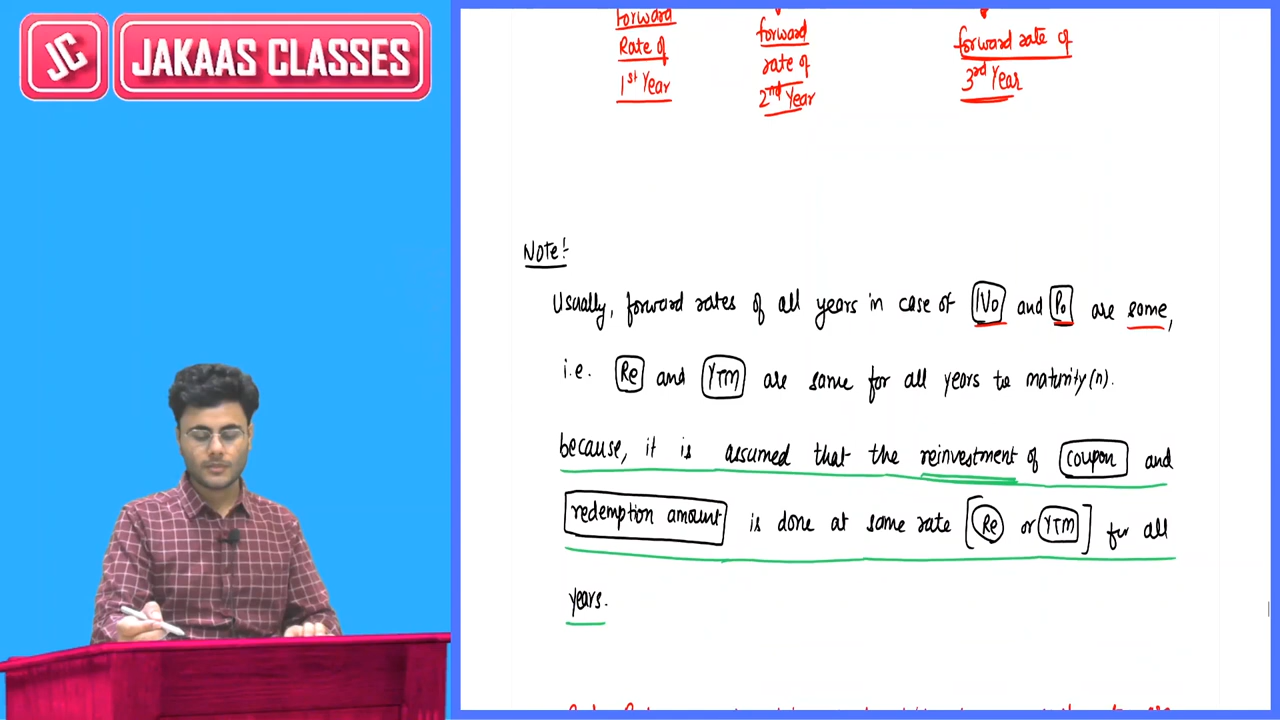 JC JAKAAS CLASSES
forward
Rate of
1st Year
forward
rate of
2nd Year
forward rate of
3rd Year
Note:-
Usually, forward rates of all years in case of IV0 and P0 are same,
i.e. Re and YTM are same for all years to maturity (n).
because, it is assumed that the reinvestment of coupon and
redemption amount is done at same rate [Re or YTM] for all
years.